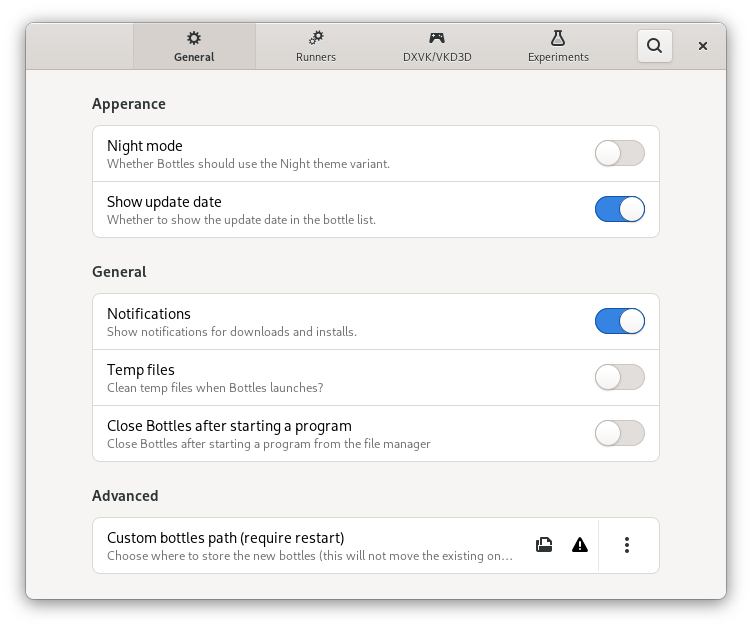 General
Runners
DXVK/VKD3D
Experiments
Apperance
Night mode
Whether Bottles should use the Night theme variant.
Show update date
Whether to show the update date in the bottle list.
General
Notifications
Show notifications for downloads and installs.
Temp files
Clean temp files when Bottles launches?
Close Bottles after starting a program
Close Bottles after starting a program from the file manager
Advanced
Custom bottles path (require restart)
Choose where to store the new bottles (this will not move the existing on…